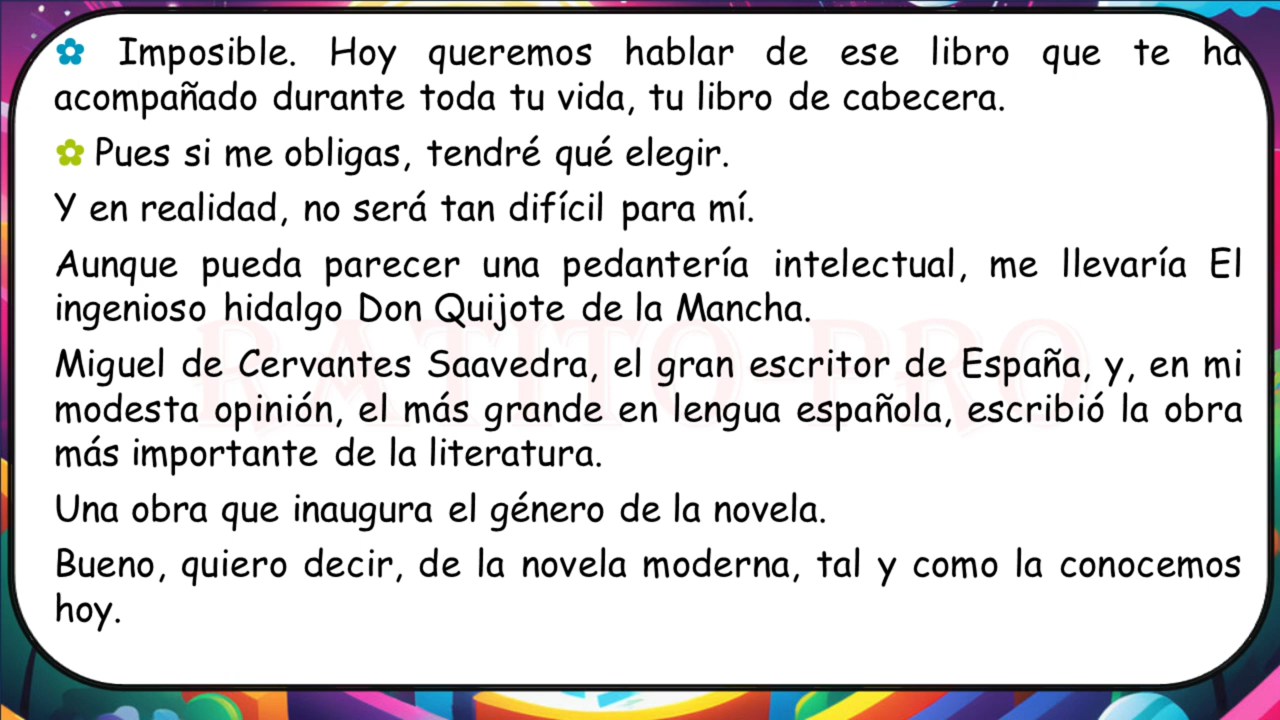 Imposible. Hoy queremos hablar de ese libro que te ha
acompañado durante toda tu vida, tu libro de cabecera.
Pues si me obligas, tendré qué elegir.
Y en realidad, no será tan difícil para mí.
Aunque pueda parecer una pedantería intelectual, me llevaría El
ingenioso hidalgo Don Quijote de la Mancha.
Miguel de Cervantes Saavedra, el gran escritor de España, y, en mi
modesta opinión, el más grande en lengua española, escribió la obra
más importante de la literatura.
Una obra que inaugura el género de la novela.
Bueno, quiero decir, de la novela moderna, tal y como la conocemos
hoy.
RATITO PRO